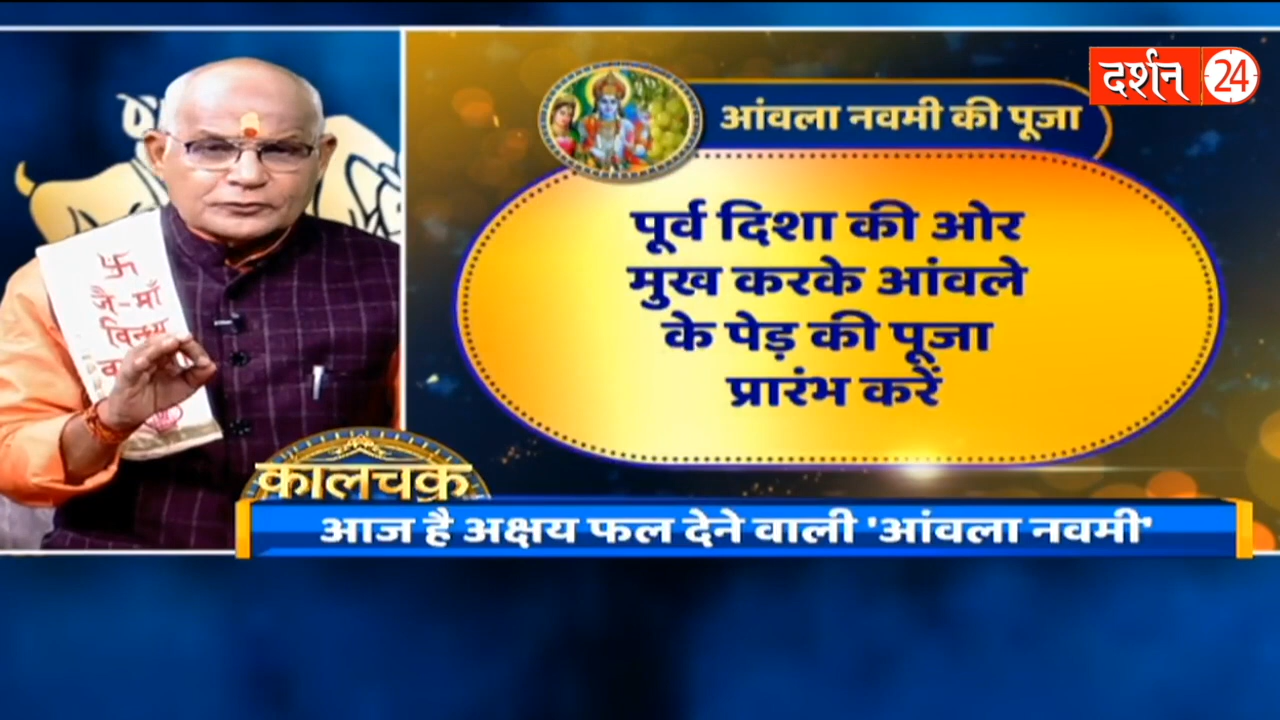 दर्शन 24
आंवला नवमी की पूजा
पूर्व दिशा की ओर
मुख करके आंवले
के पेड़ की पूजा
प्रारंभ करें
जै-माँ
कालचक्र
आज है अक्षय फल देने वाली 'आंवला नवमी'